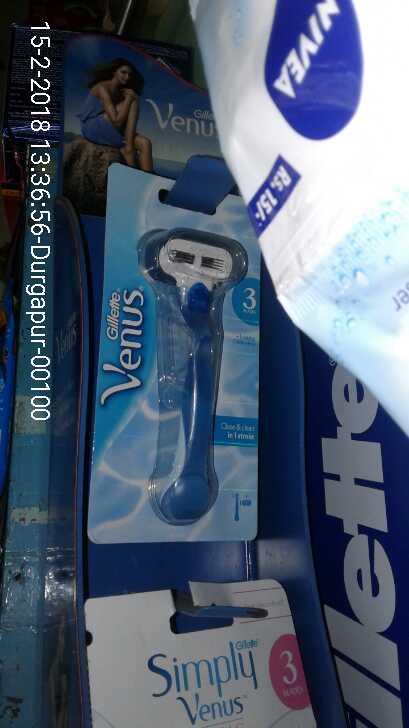 15-2-2018 13:36:56-Durgapur-00100
Gillette
Venus
NIVEA
Rs. 15/-
Gillette
Venus
3
Close & clean
in 1 stroke
Gillette
Simply
Venus
3
BLADES